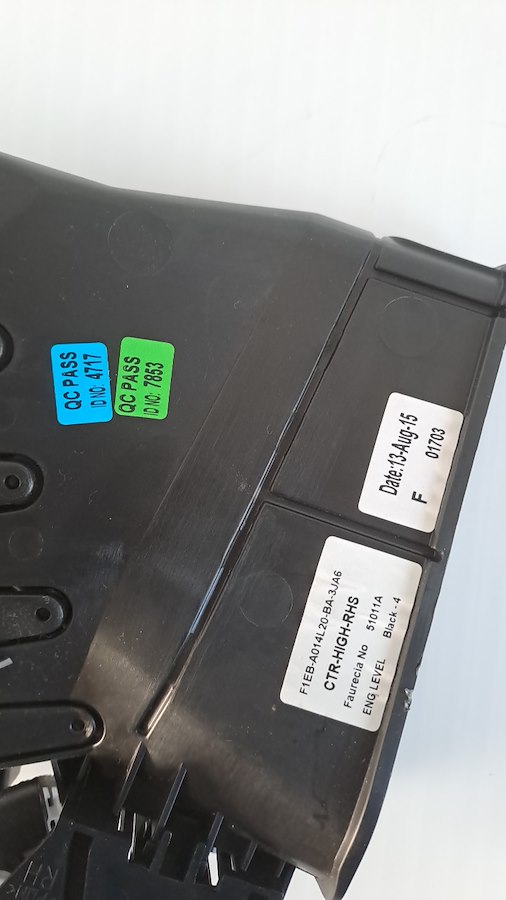 QC PASS
ID NO: 4717
QC PASS
ID NO: 7853
Date:13-Aug-15
F 01703
F1EB-A014L20-BA-3JA6
CTR-HIGH-RHS
Faurecia No 51011A
ENG LEVEL Black - 4
RH